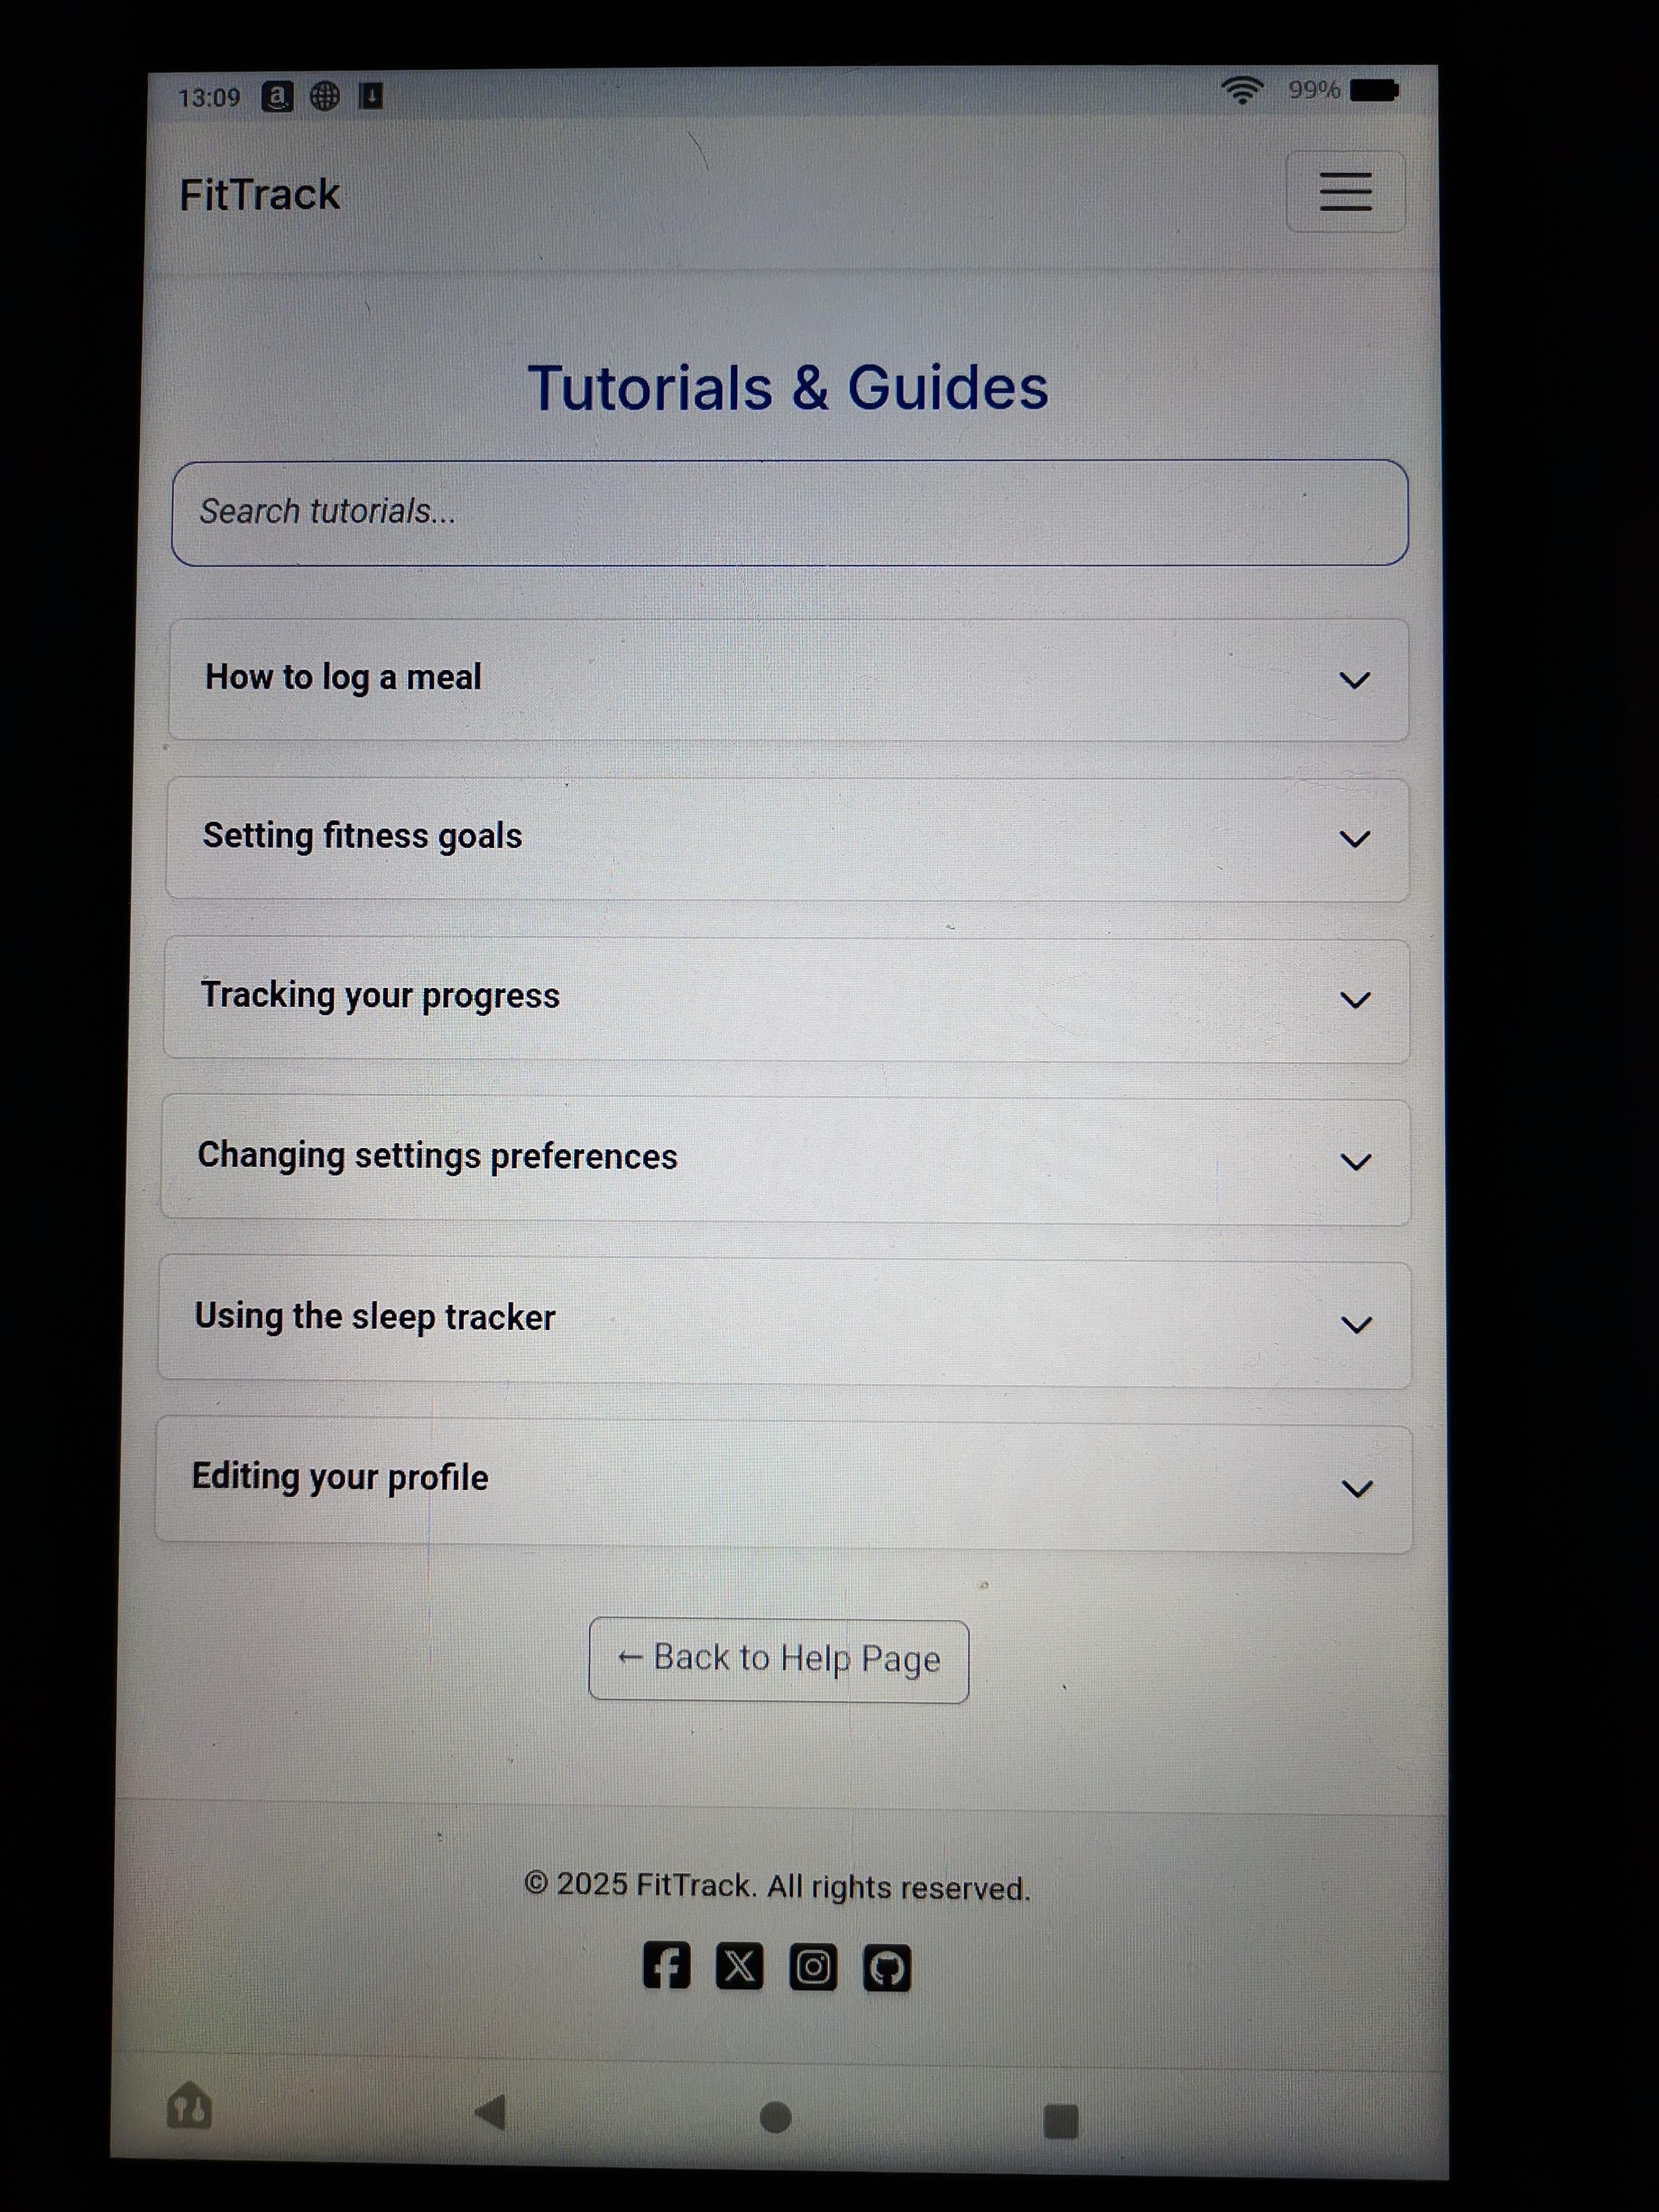 13:09
99%
FitTrack
Tutorials & Guides
Search tutorials...
How to log a meal
Setting fitness goals
Tracking your progress
Changing settings preferences
Using the sleep tracker
Editing your profile
← Back to Help Page
© 2025 FitTrack. All rights reserved.